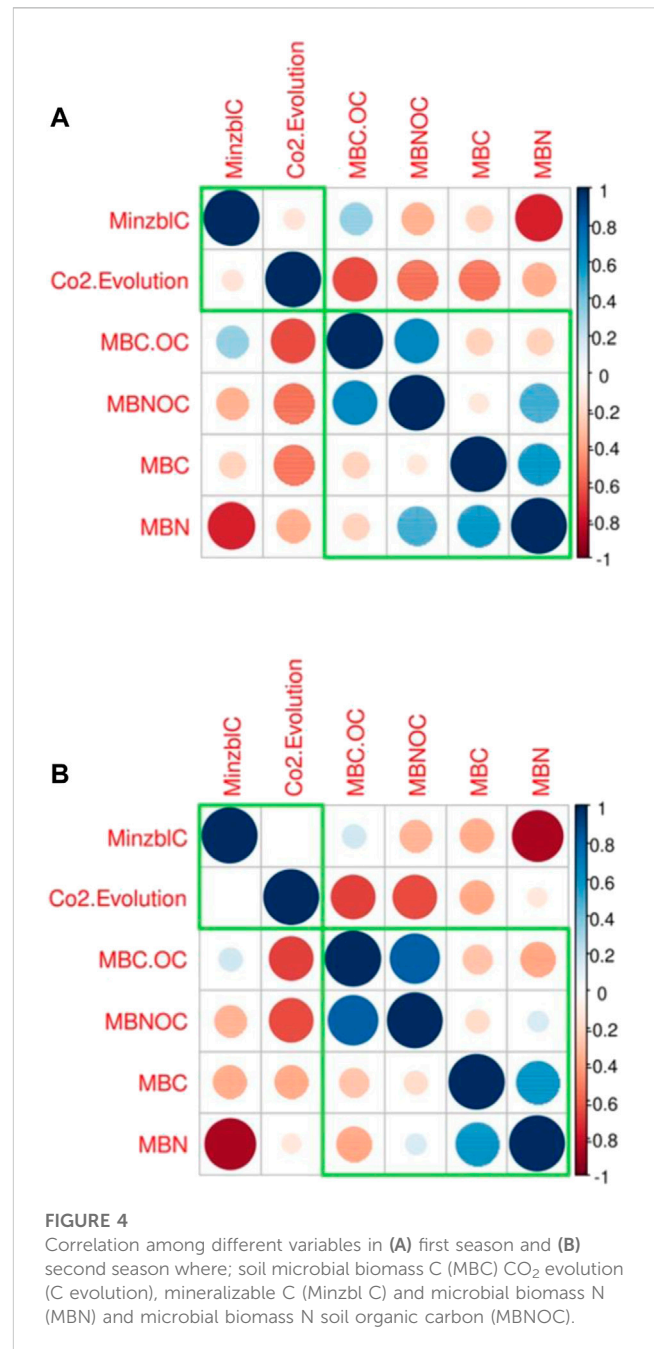 A
MinzblC
Co2.Evolution
MBC.OC
MBNOC
MBC
MBN
MinzblC
Co2.Evolution
MBC.OC
MBNOC
MBC
MBN
1
0.8
0.6
0.4
0.2
0
-0.2
-0.4
-0.6
-0.8
-1
B
MinzblC
Co2.Evolution
MBC.OC
MBNOC
MBC
MBN
MinzblC
Co2.Evolution
MBC.OC
MBNOC
MBC
MBN
1
0.8
0.6
0.4
0.2
0
-0.2
-0.4
-0.6
-0.8
-1
FIGURE 4
Correlation among different variables in (A) first season and (B)
second season where; soil microbial biomass C (MBC) CO₂ evolution
(C evolution), mineralizable C (Minzbl C) and microbial biomass N
(MBN) and microbial biomass N soil organic carbon (MBNOC).